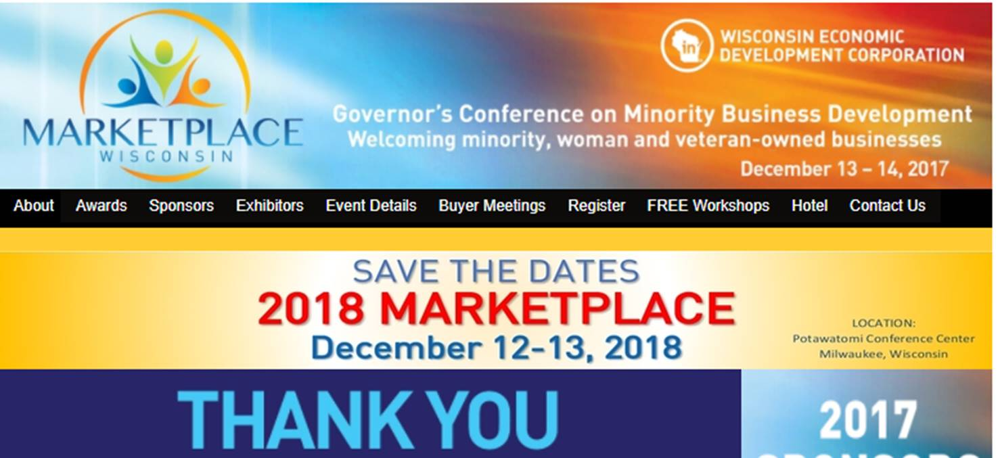 MARKETPLACE
WISCONSIN
in
WISCONSIN ECONOMIC
DEVELOPMENT CORPORATION
Governor's Conference on Minority Business Development
Welcoming minority, woman and veteran-owned businesses
December 13 – 14, 2017
About Awards Sponsors Exhibitors Event Details Buyer Meetings Register FREE Workshops Hotel Contact Us
SAVE THE DATES
2018 MARKETPLACE
December 12-13, 2018
LOCATION:
Potawatomi Conference Center
Milwaukee, Wisconsin
THANK YOU
2017